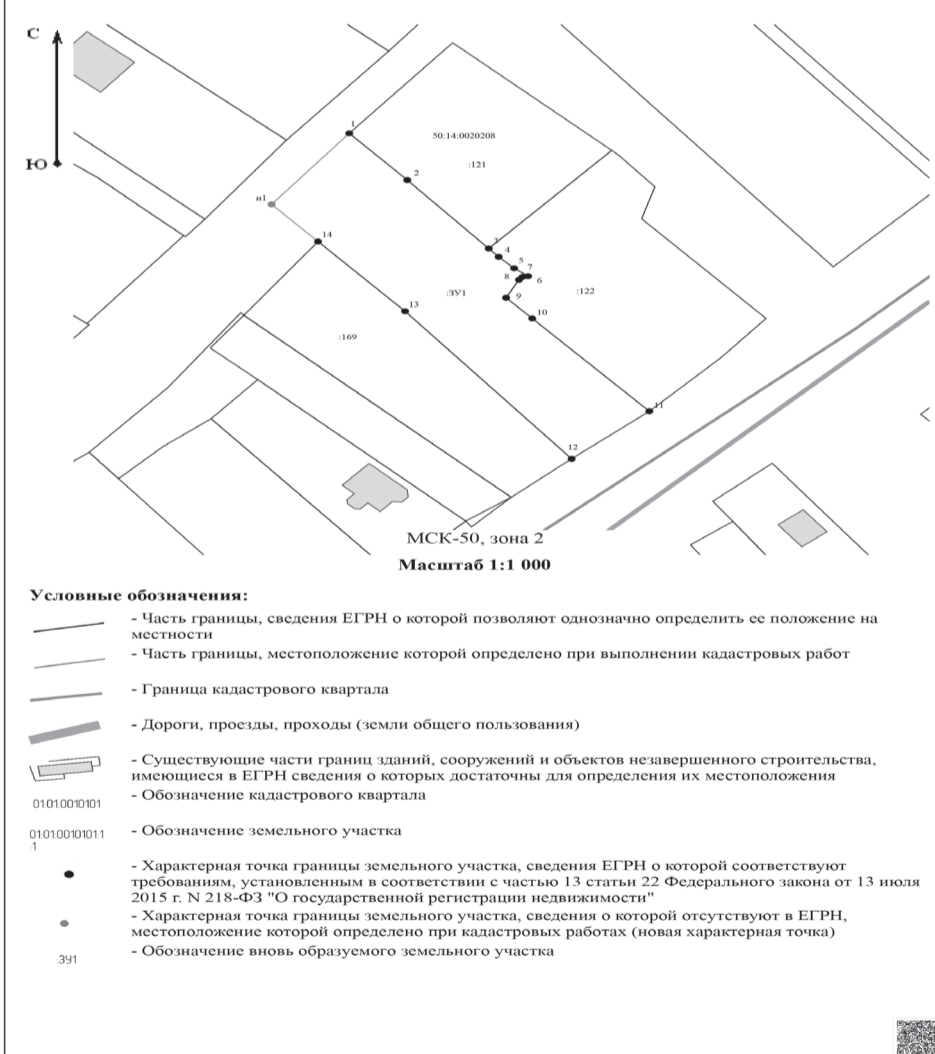 С
Ю
1
50:14:0020208
:121
2
н1
14
3
4
5
7
8
6
:ЗУ1
:122
9
13
10
:169
11
12
МСК-50, зона 2
Масштаб 1:1 000
Условные обозначения:
- Часть границы, сведения ЕГРН о которой позволяют однозначно определить ее положение на
местности
- Часть границы, местоположение которой определено при выполнении кадастровых работ
- Граница кадастрового квартала
- Дороги, проезды, проходы (земли общего пользования)
- Существующие части границ зданий, сооружений и объектов незавершенного строительства,
имеющиеся в ЕГРН сведения о которых достаточны для определения их местоположения
01:01:0010101 - Обозначение кадастрового квартала
01:01:0010101:1 - Обозначение земельного участка
:1
- Характерная точка границы земельного участка, сведения ЕГРН о которой соответствуют
требованиям, установленным в соответствии с частью 13 статьи 22 Федерального закона от 13 июля
2015 г. N 218-ФЗ "О государственной регистрации недвижимости"
- Характерная точка границы земельного участка, сведения о которой отсутствуют в ЕГРН,
местоположение которой определено при кадастровых работах (новая характерная точка)
:ЗУ1 - Обозначение вновь образуемого земельного участка